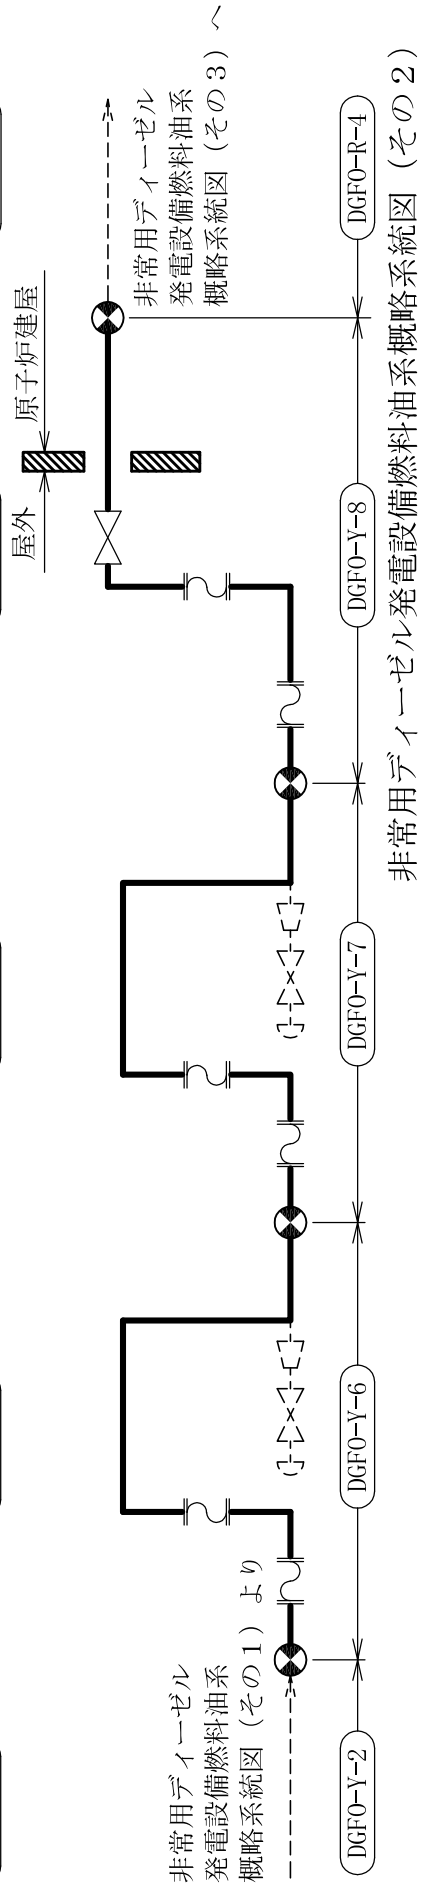 非常用ディーゼル
発電設備燃料油系
概略系統図（その１）より
屋外
原子炉建屋
非常用ディーゼル
発電設備燃料油系
概略系統図（その３）へ
DGFO-Y-2
DGFO-Y-6
DGFO-Y-7
DGFO-Y-8
DGFO-R-4
非常用ディーゼル発電設備燃料油系概略系統図（その２）